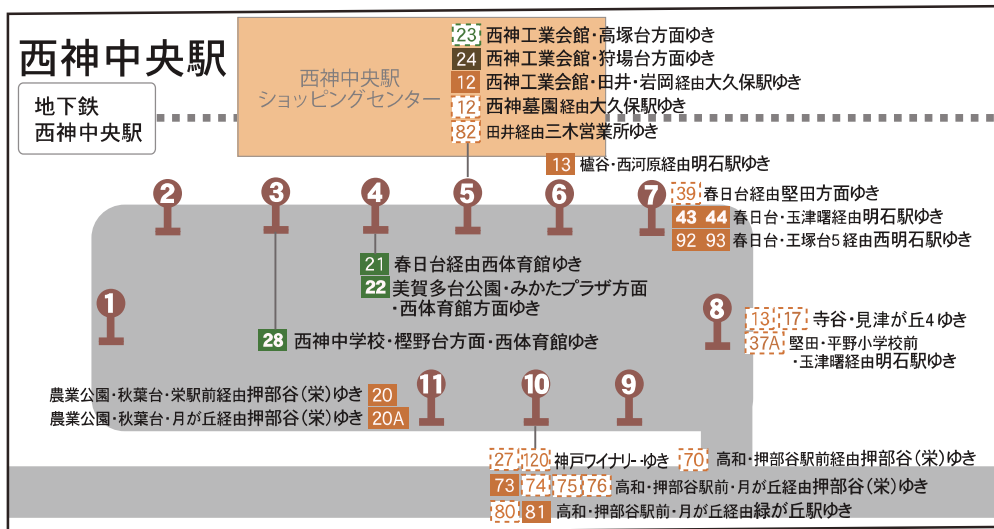 西神中央駅
地下鉄
西神中央駅
西神中央駅
ショッピングセンター
23 西神工業会館・高塚台方面ゆき
24 西神工業会館・狩場台方面ゆき
12 西神工業会館・田井・岩岡経由大久保駅ゆき
12 西神墓園経由大久保駅ゆき
82 田井経由三木営業所ゆき
13 櫨谷・西河原経由明石駅ゆき
2
3
4
5
6
7
39 春日台経由堅田方面ゆき
43 44 春日台・玉津曙経由明石駅ゆき
92 93 春日台・王塚台5経由西明石駅ゆき
21 春日台経由西体育館ゆき
22 美賀多台公園・みかたプラザ方面
・西体育館方面ゆき
1
8
13 17 寺谷・見津が丘4ゆき
37A 堅田・平野小学校前
・玉津曙経由明石駅ゆき
28 西神中学校・樫野台方面・西体育館ゆき
農業公園・秋葉台・栄駅前経由押部谷(栄)ゆき 20
農業公園・秋葉台・月が丘経由押部谷(栄)ゆき 20A
11
10
9
27 120 神戸ワイナリーゆき 70 高和・押部谷駅前経由押部谷(栄)ゆき
73 74 75 76 高和・押部谷駅前・月が丘経由押部谷(栄)ゆき
80 81 高和・押部谷駅前・月が丘経由緑が丘駅ゆき